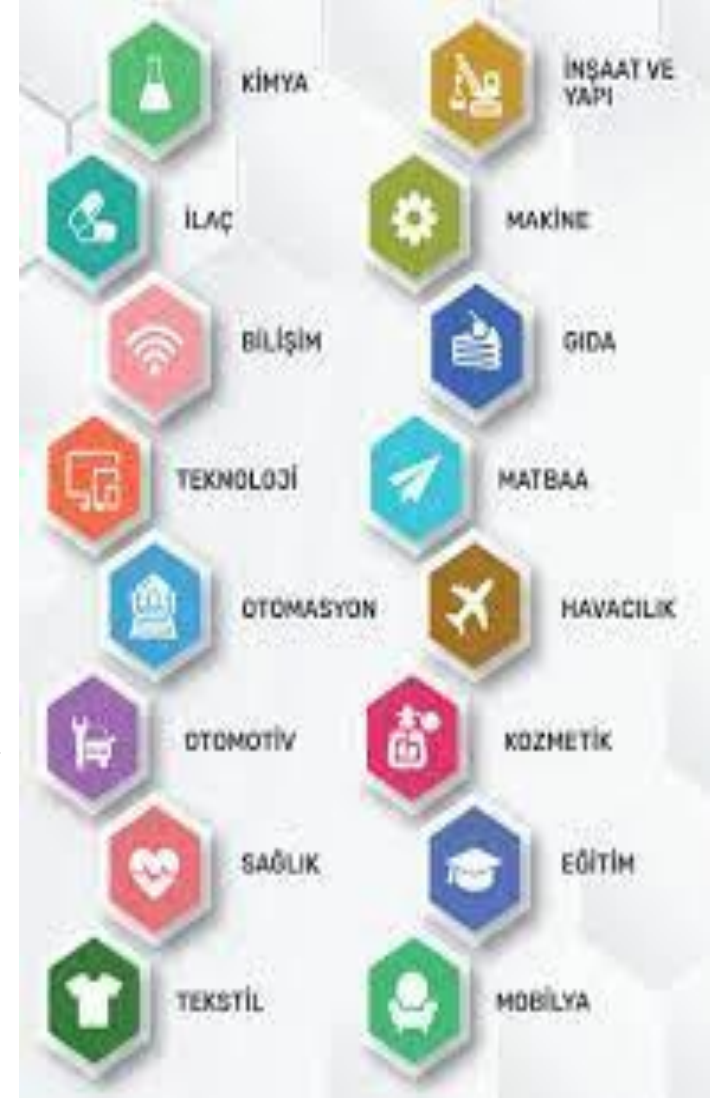 KİMYA
İNŞAAT VE
YAPI
İLAÇ
MAKİNE
BİLİŞİM
GIDA
TEKNOLOJİ
MATBAA
OTOMASYON
HAVACILIK
OTOMOTİV
KOZMETİK
SAĞLIK
EĞİTİM
TEKSTİL
MOBİLYA